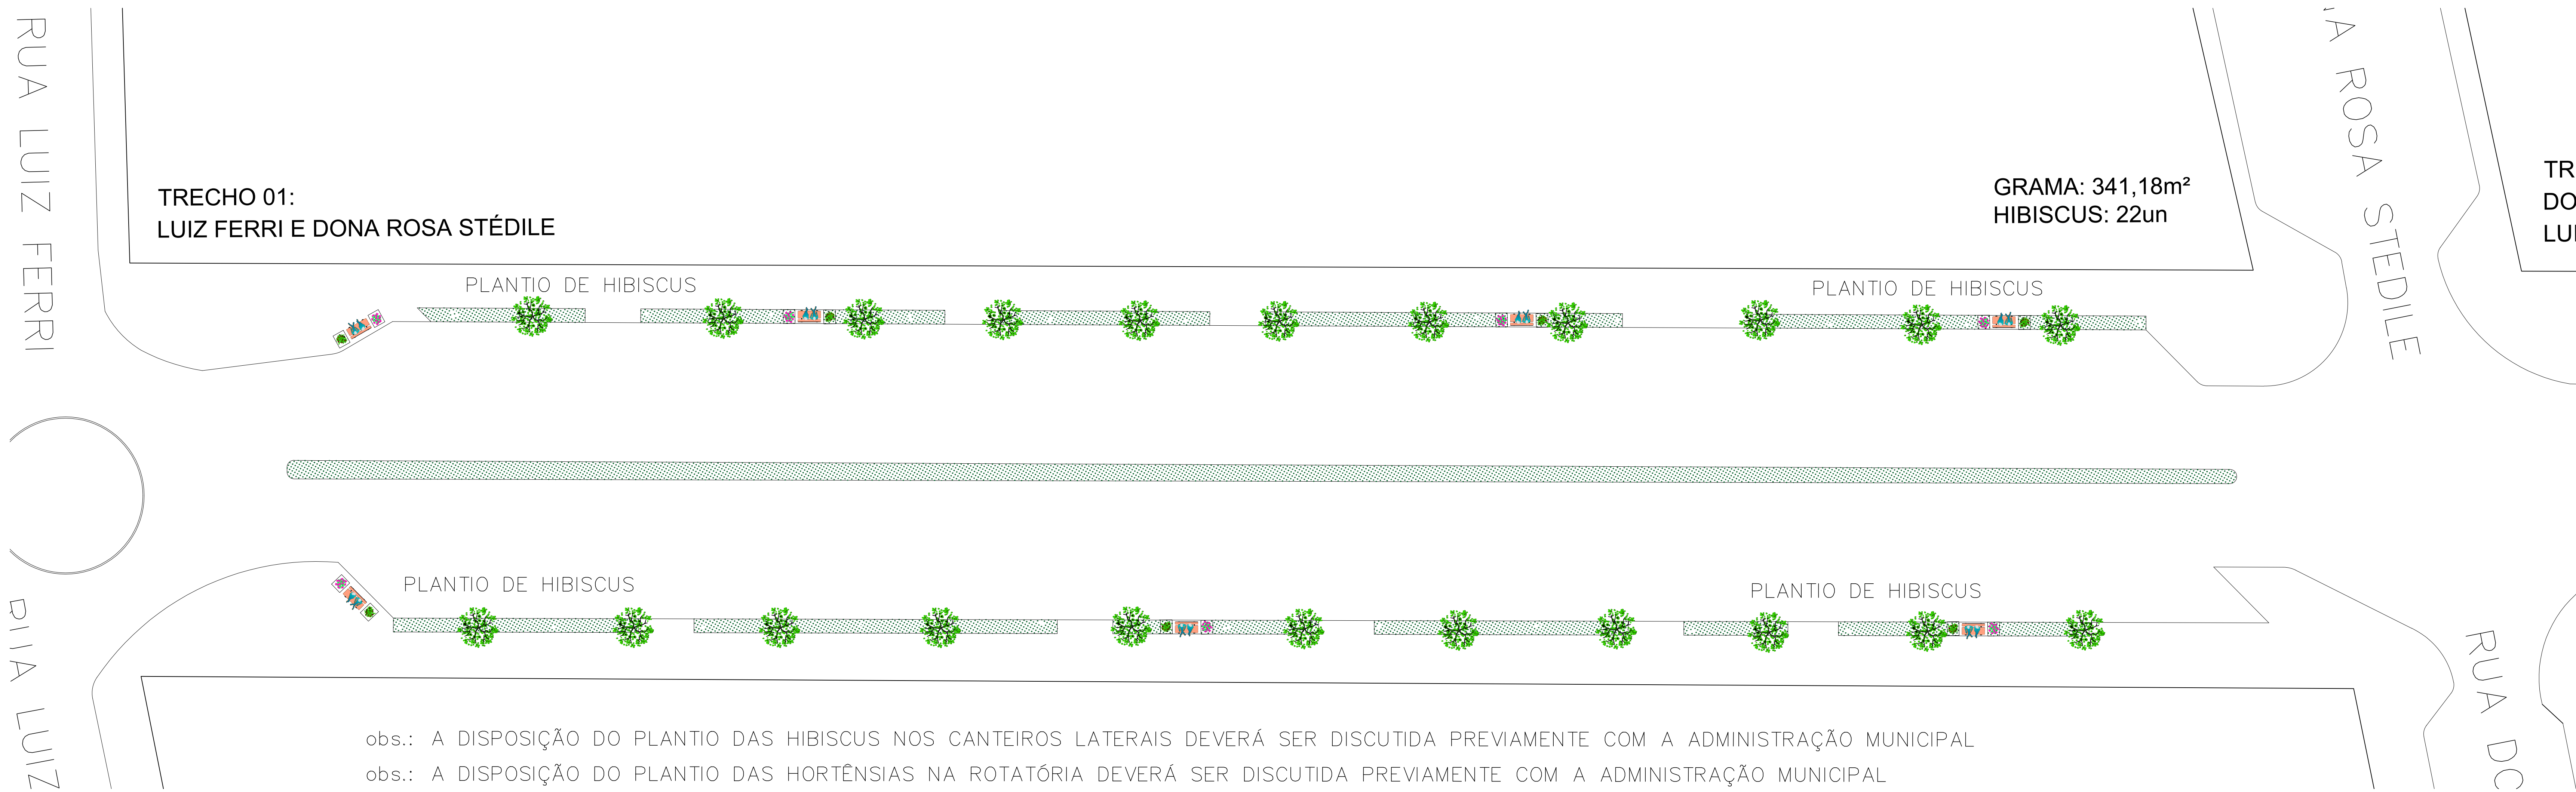 RUA LUIZ FERRI
TRECHO 01:
LUIZ FERRI E DONA ROSA STÉDILE
GRAMA: 341,18m²
HIBISCUS: 22un
ROSA STEDILE
PLANTIO DE HIBISCUS
PLANTIO DE HIBISCUS
PLANTIO DE HIBISCUS
PLANTIO DE HIBISCUS
RUA LUIZ
RUA
obs.: A DISPOSIÇÃO DO PLANTIO DAS HIBISCUS NOS CANTEIROS LATERAIS DEVERÁ SER DISCUTIDA PREVIAMENTE COM A ADMINISTRAÇÃO MUNICIPAL
obs.: A DISPOSIÇÃO DO PLANTIO DAS HORTÊNSIAS NA ROTATÓRIA DEVERÁ SER DISCUTIDA PREVIAMENTE COM A ADMINISTRAÇÃO MUNICIPAL